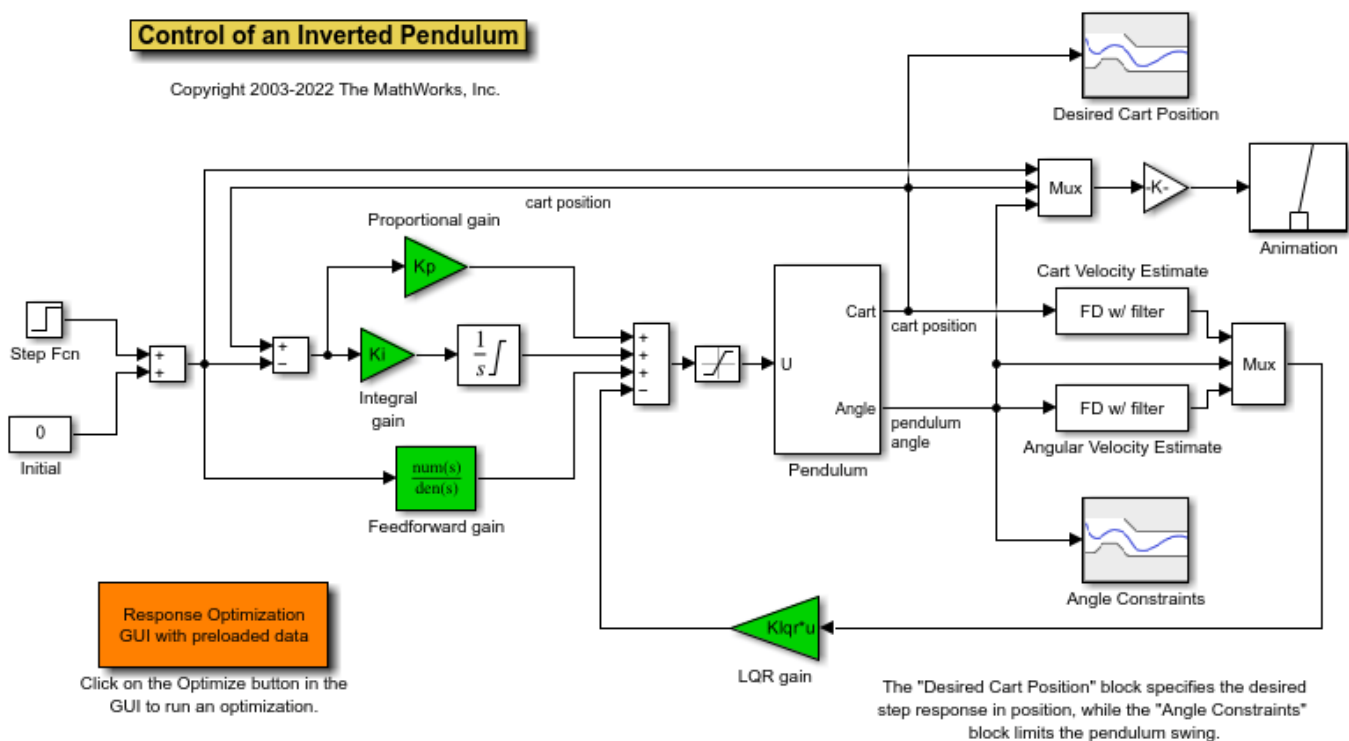 Control of an Inverted Pendulum
Copyright 2003-2022 The MathWorks, Inc.
Desired Cart Position
Mux
-K-
Animation
cart position
Proportional gain
Kp
Step Fcn
+
+
0
Initial
+
−
Ki
Integral
gain
1
s
num(s)
den(s)
Feedforward gain
+
+
+
−
U
Cart
Angle
Pendulum
cart position
pendulum
angle
Cart Velocity Estimate
FD w/ filter
FD w/ filter
Angular Velocity Estimate
Mux
Angle Constraints
Klqr*u
LQR gain
Response Optimization
GUI with preloaded data
Click on the Optimize button in the
GUI to run an optimization.
The "Desired Cart Position" block specifies the desired
step response in position, while the "Angle Constraints"
block limits the pendulum swing.